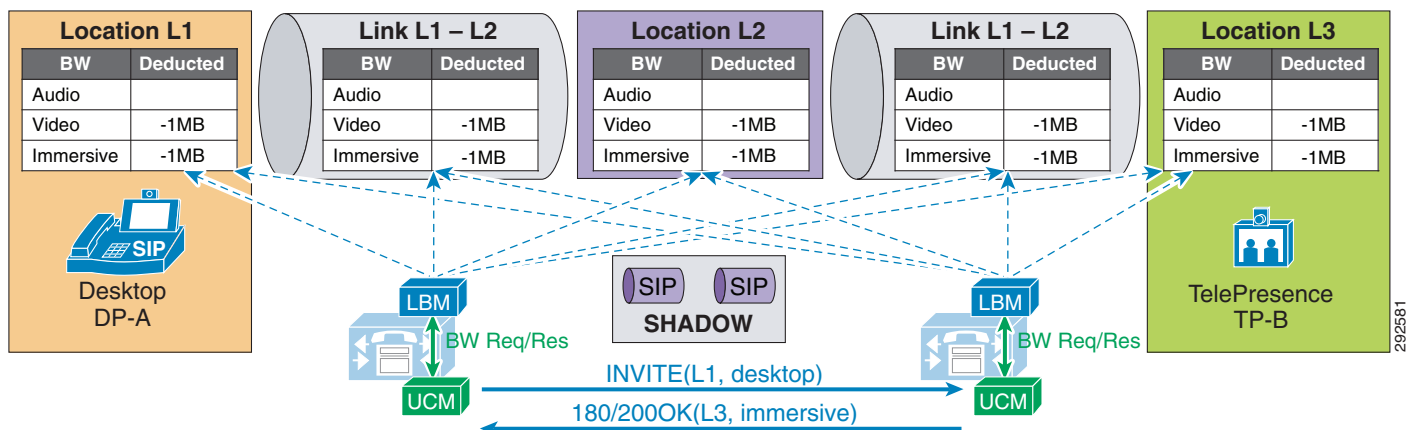 Location L1
BW Deducted
Audio
Video -1MB
Immersive -1MB
Link L1 – L2
BW Deducted
Audio
Video -1MB
Immersive -1MB
Location L2
BW Deducted
Audio
Video -1MB
Immersive -1MB
Link L1 – L2
BW Deducted
Audio
Video -1MB
Immersive -1MB
Location L3
BW Deducted
Audio
Video -1MB
Immersive -1MB
SIP
Desktop
DP-A
LBM
BW Req/Res
UCM
SIP SIP
SHADOW
LBM
BW Req/Res
UCM
TelePresence
TP-B
INVITE(L1, desktop)
180/200OK(L3, immersive)
292581